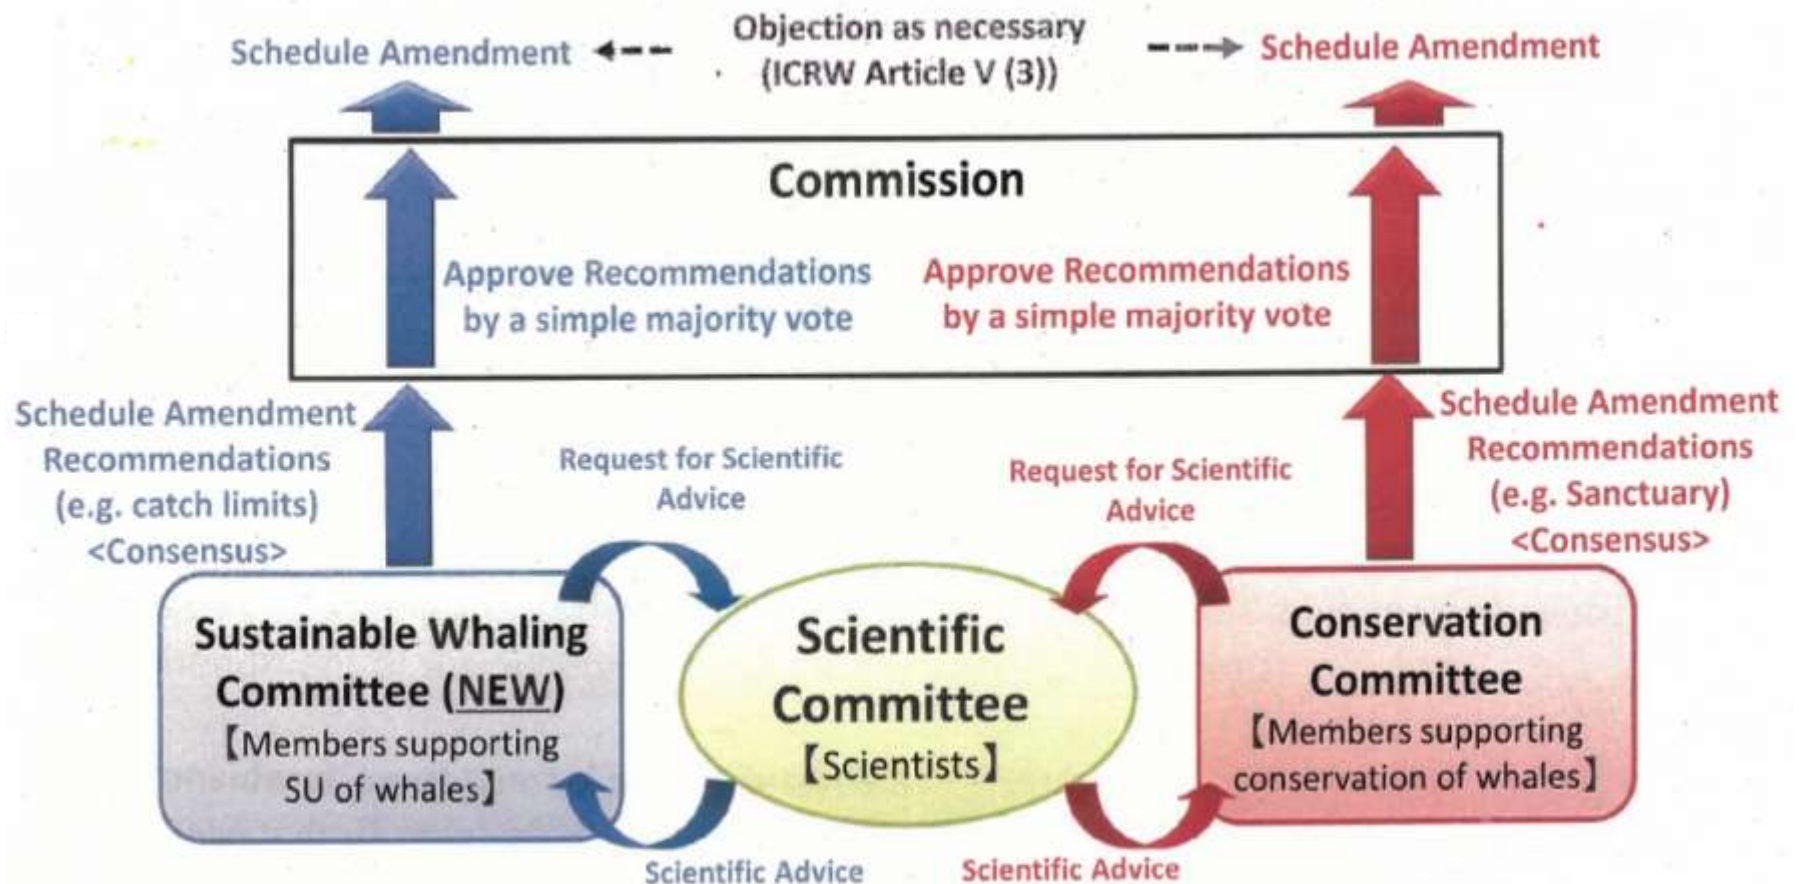 Objection as necessary
(ICRW Article V (3))
Schedule Amendment
Schedule Amendment
Commission
Approve Recommendations
by a simple majority vote
Approve Recommendations
by a simple majority vote
Schedule Amendment
Recommendations
(e.g. catch limits)
<Consensus>
Request for Scientific
Advice
Request for Scientific
Advice
Schedule Amendment
Recommendations
(e.g. Sanctuary)
<Consensus>
Sustainable Whaling
Committee (NEW)
【Members supporting
SU of whales】
Scientific
Committee
【Scientists】
Conservation
Committee
【Members supporting
conservation of whales】
Scientific Advice
Scientific Advice